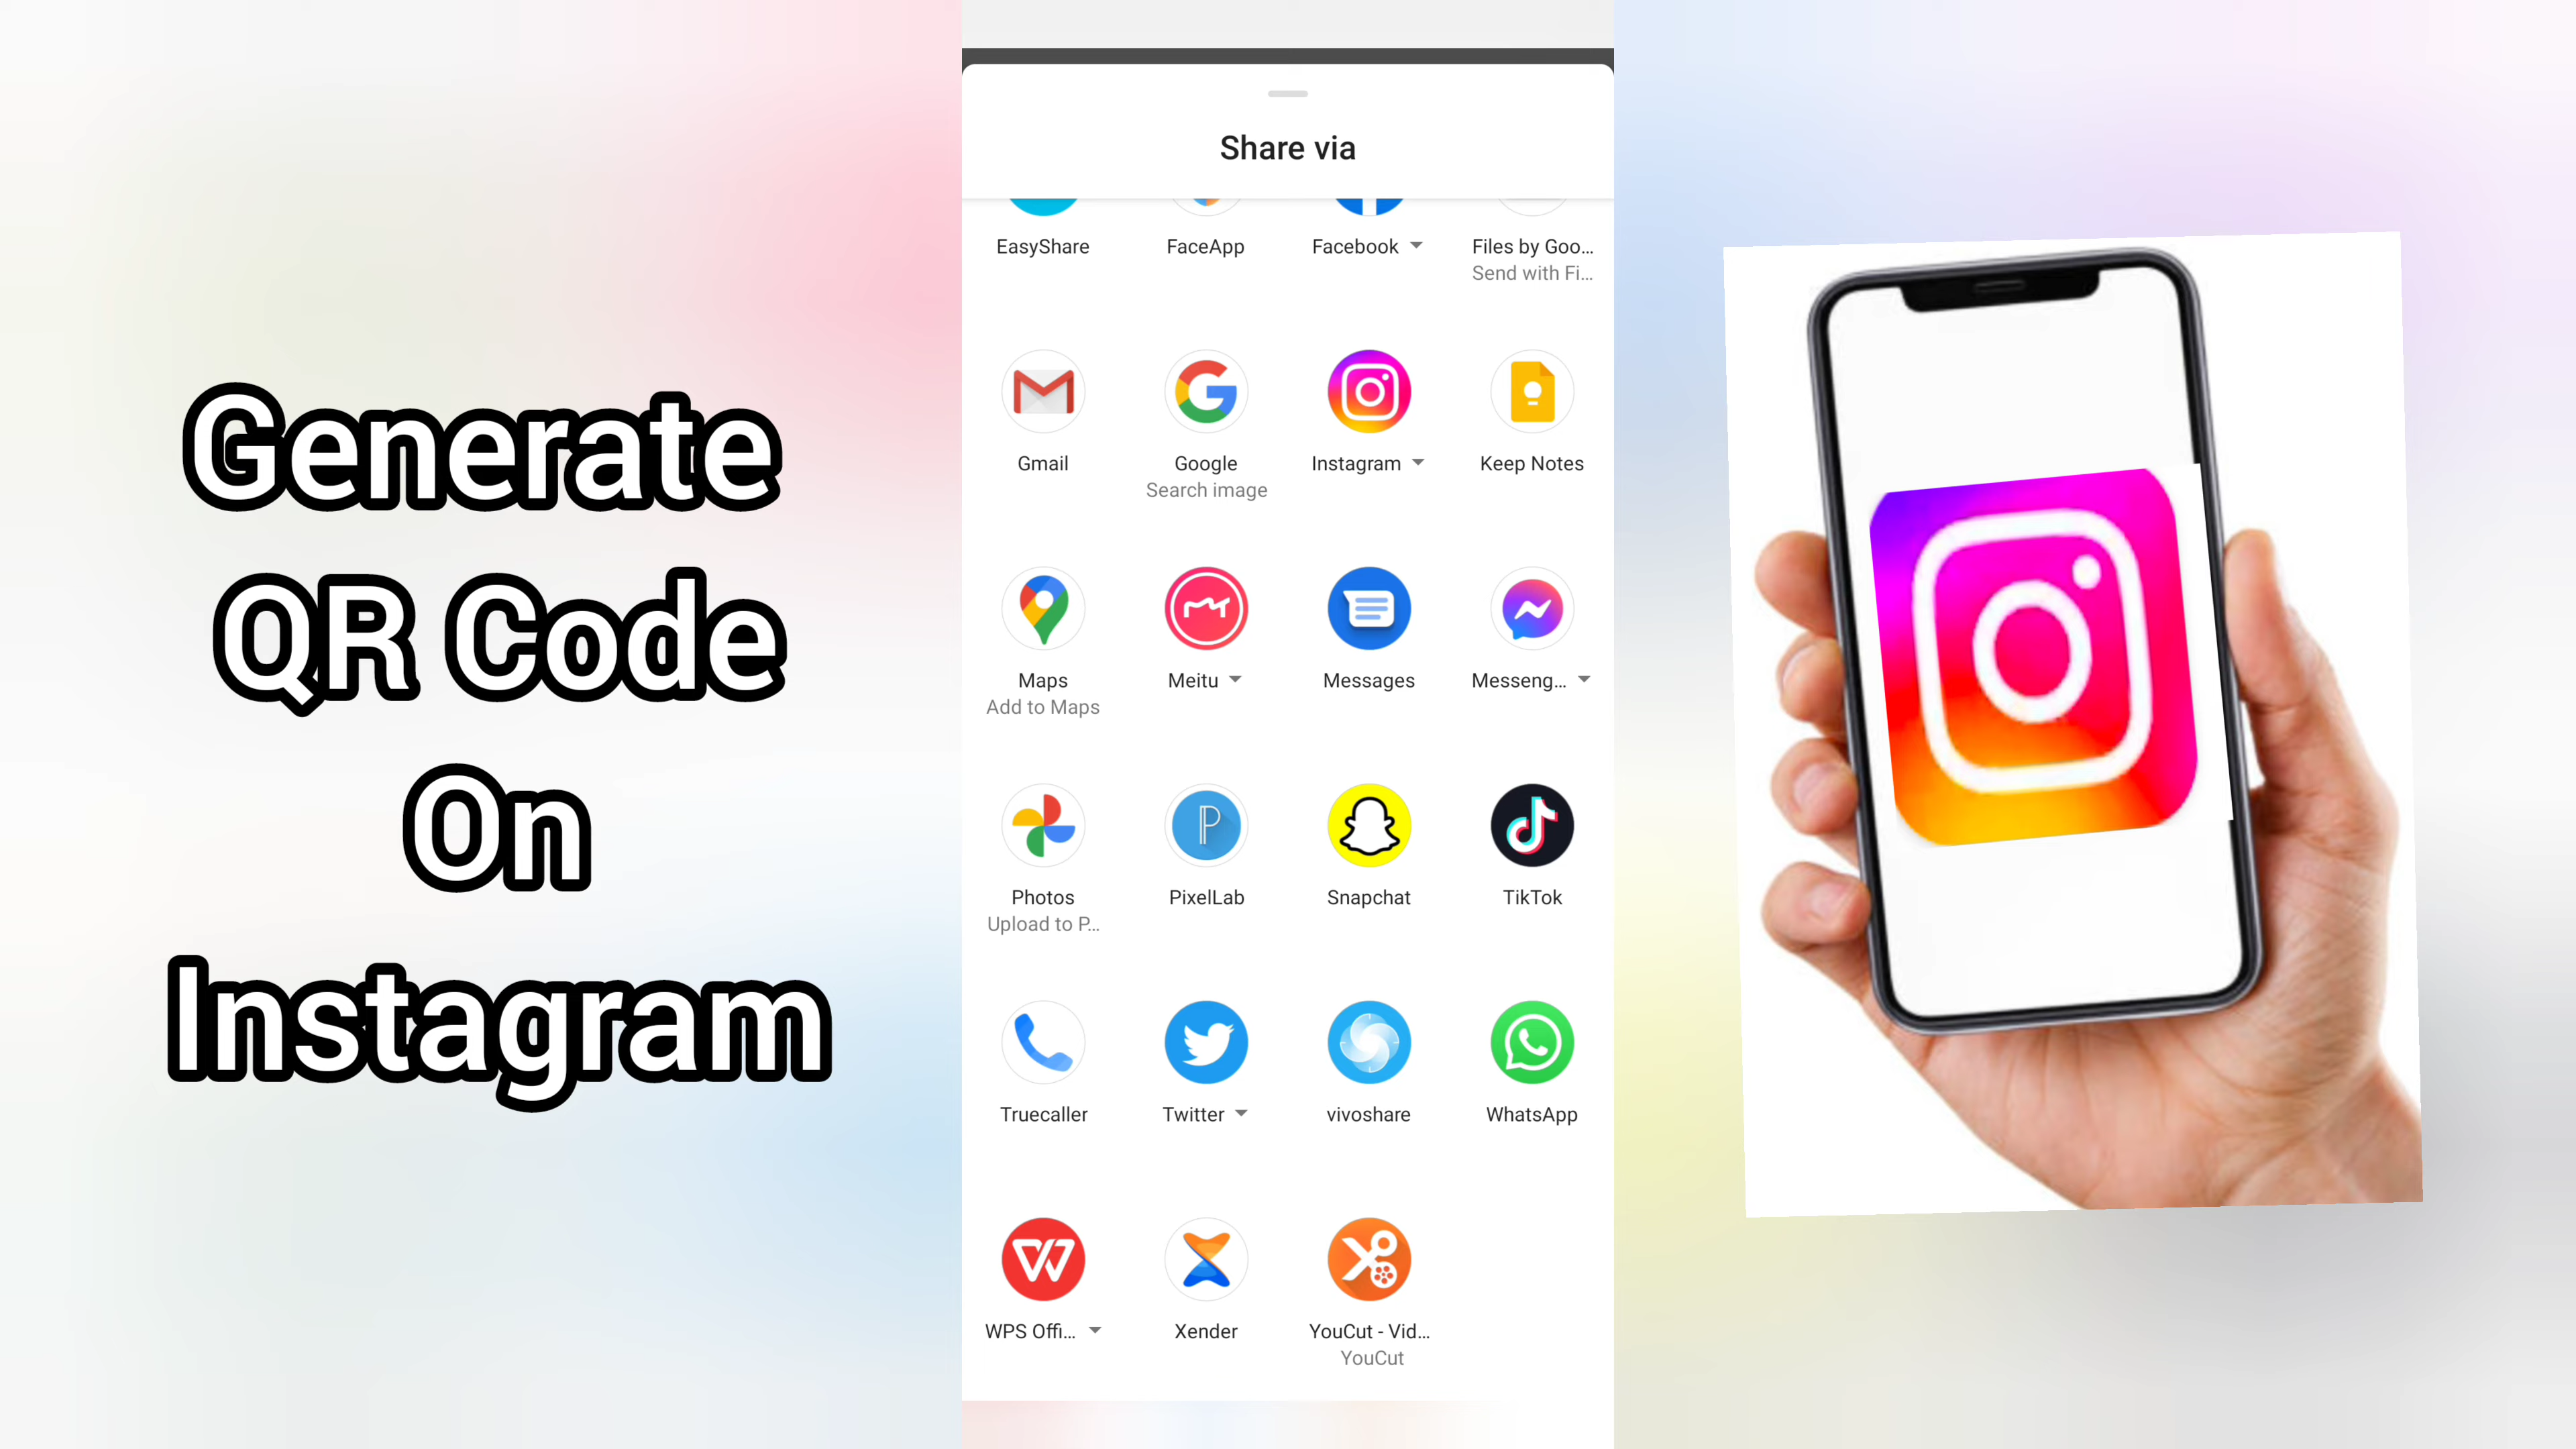 Generate
QR Code
On
Instagram
Share via
EasyShare
FaceApp
Facebook
Files by Goo...
Send with Fi...
Gmail
Google
Search image
Instagram
Keep Notes
Maps
Add to Maps
Meitu
Messages
Messeng...
Photos
Upload to P...
PixelLab
Snapchat
TikTok
Truecaller
Twitter
vivoshare
WhatsApp
WPS Offi...
Xender
YouCut - Vid...
YouCut